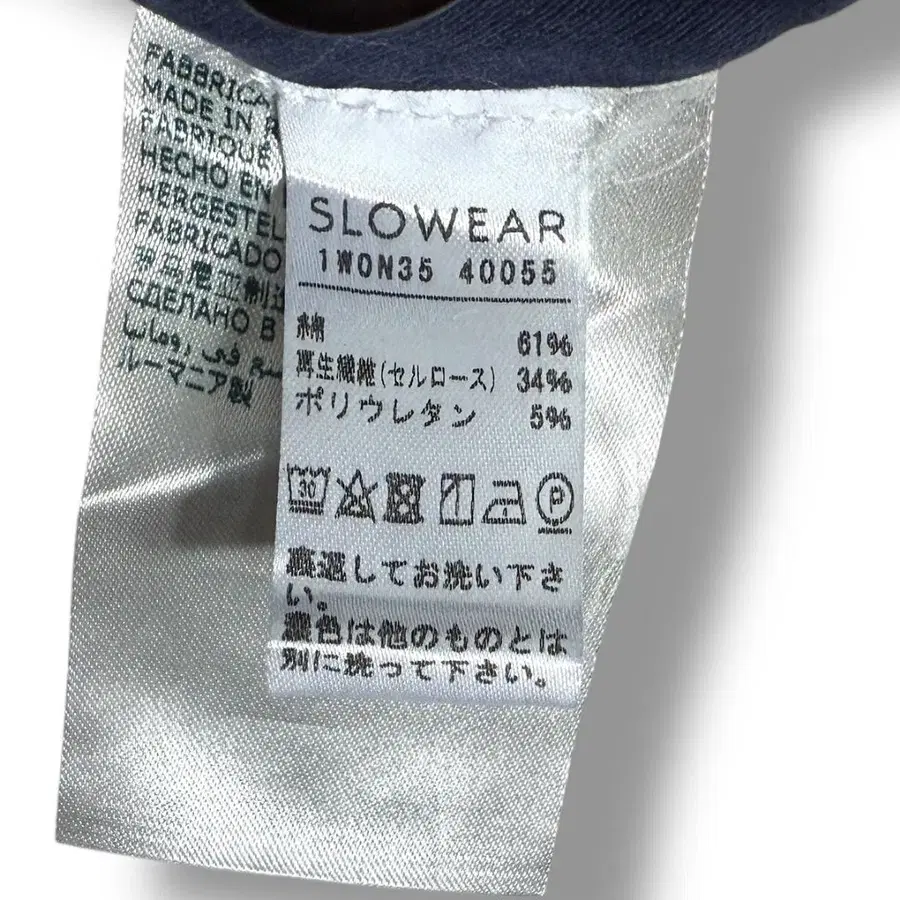 FABBRICA
MADE IN R
FABRIQUÉ
HECHO EN
HERGESTEL
FABRICADO
СДЕЛАНО В
ルーマニア製
SLOWEAR
1W0N35 40055
綿 61%
再生繊維(セルロース) 34%
ポリウレタン 5%
30
P
裏返してお洗い下さ
い。
濃色は他のものとは
別に洗って下さい。